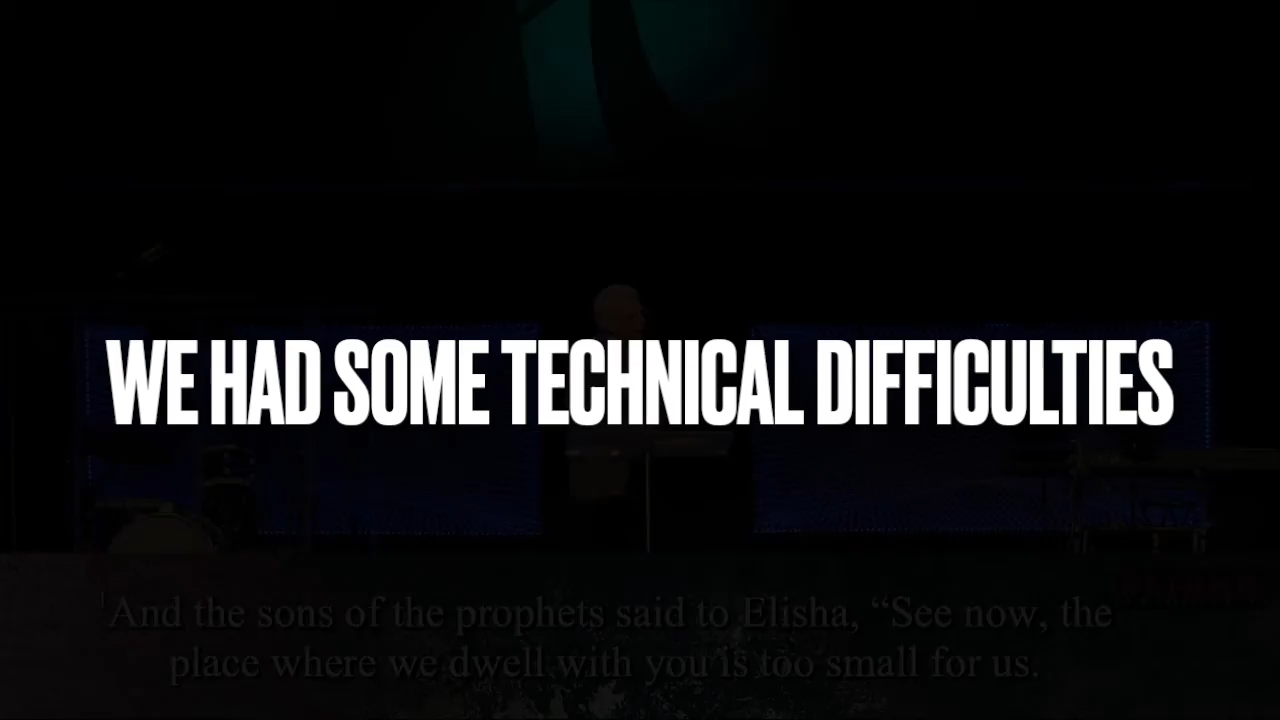 WE HAD SOME TECHNICAL DIFFICULTIES
¹And the sons of the prophets said to Elisha, “See now, the
place where we dwell with you is too small for us.